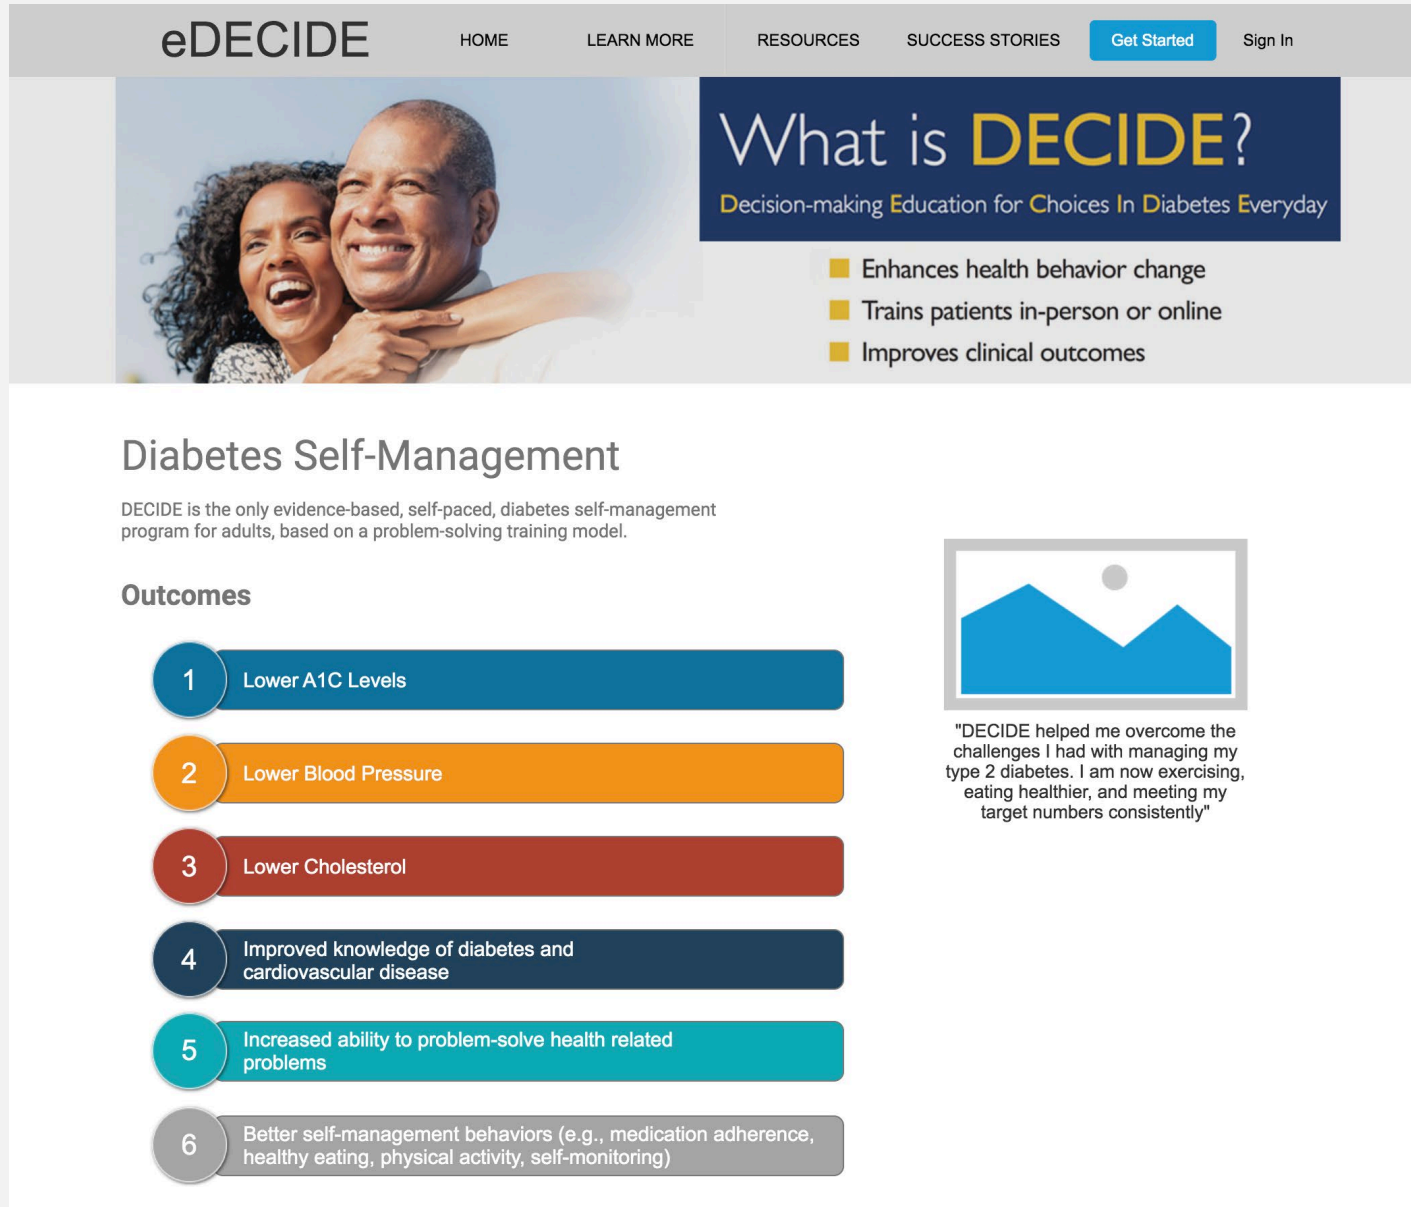 eDECIDE
HOME
LEARN MORE
RESOURCES
SUCCESS STORIES
Get Started
Sign In
What is DECIDE?
Decision-making Education for Choices In Diabetes Everyday
Enhances health behavior change
Trains patients in-person or online
Improves clinical outcomes
Diabetes Self-Management
DECIDE is the only evidence-based, self-paced, diabetes self-management
program for adults, based on a problem-solving training model.
Outcomes
1
Lower A1C Levels
2
Lower Blood Pressure
3
Lower Cholesterol
4
Improved knowledge of diabetes and
cardiovascular disease
5
Increased ability to problem-solve health related
problems
6
Better self-management behaviors (e.g., medication adherence,
healthy eating, physical activity, self-monitoring)
"DECIDE helped me overcome the
challenges I had with managing my
type 2 diabetes. I am now exercising,
eating healthier, and meeting my
target numbers consistently"